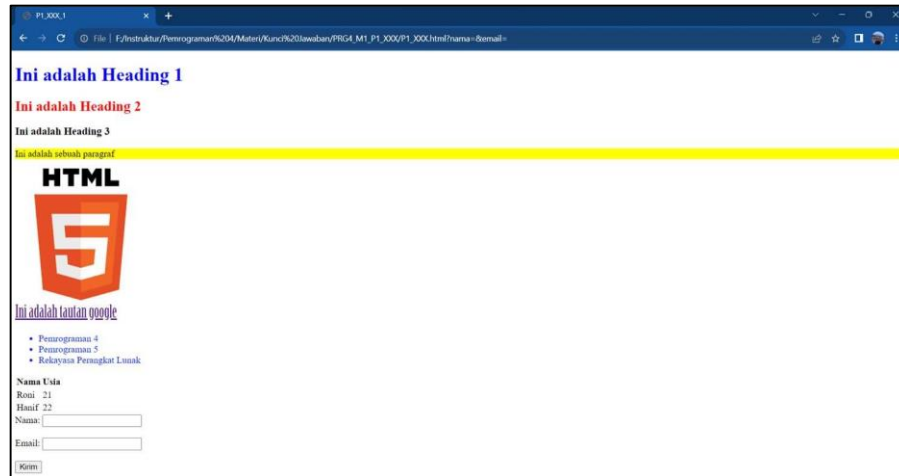 P1_XXX_1
File | F:/Instruktur/Pemrograman%204/Materi/Kunci%20Jawaban/PRG4_M1_P1_XXX/P1_XXX.html?nama=&email=
Ini adalah Heading 1
Ini adalah Heading 2
Ini adalah Heading 3
Ini adalah sebuah paragraf
HTML
5
Ini adalah tautan google
Pemrograman 4
Pemrograman 5
Rekayasa Perangkat Lunak
Nama Usia
Roni 21
Hanif 22
Nama:
Email:
Kirim